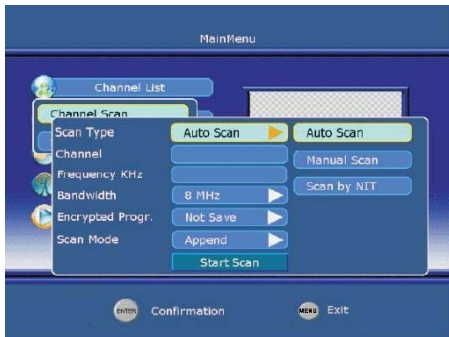 MainMenu
Channel List
Channel Scan
Scan Type Auto Scan Auto Scan
Channel Manual Scan
Frequency KHz Scan by NIT
Bandwidth 8 MHz
Encrypted Progr. Not Save
Scan Mode Append
Start Scan
ENTER Confirmation MENU Exit